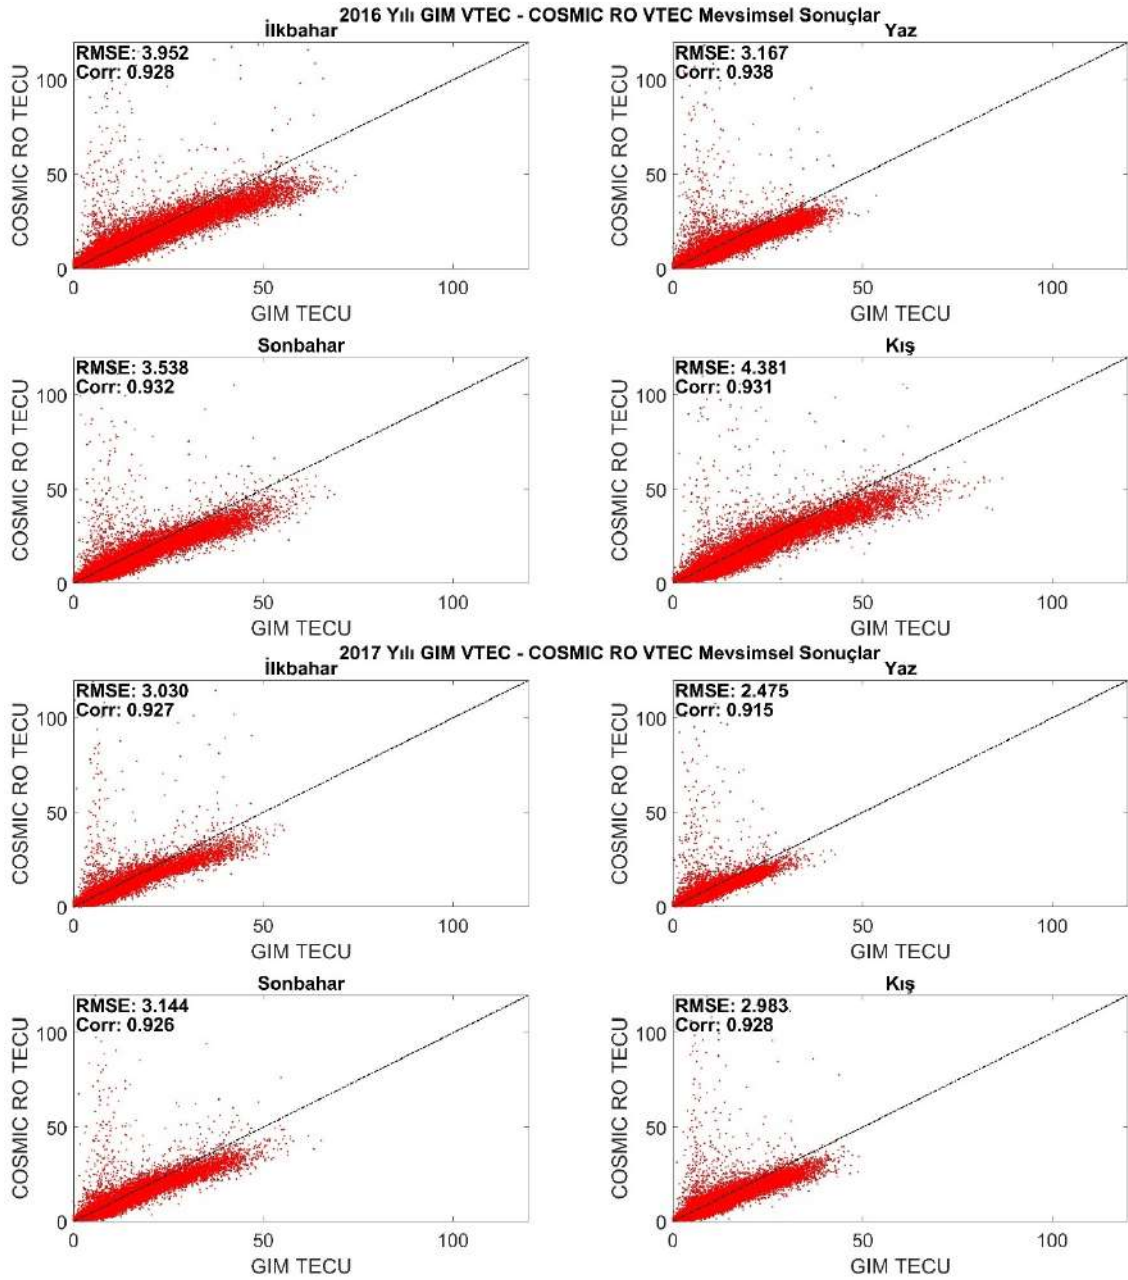 2016 Yılı GIM VTEC - COSMIC RO VTEC Mevsimsel Sonuçlar
İlkbahar
RMSE: 3.952
Corr: 0.928
COSMIC RO TECU
100
50
0
0 50 100
GIM TECU
Yaz
RMSE: 3.167
Corr: 0.938
COSMIC RO TECU
100
50
0
0 50 100
GIM TECU
Sonbahar
RMSE: 3.538
Corr: 0.932
COSMIC RO TECU
100
50
0
0 50 100
GIM TECU
Kış
RMSE: 4.381
Corr: 0.931
COSMIC RO TECU
100
50
0
0 50 100
GIM TECU
2017 Yılı GIM VTEC - COSMIC RO VTEC Mevsimsel Sonuçlar
İlkbahar
RMSE: 3.030
Corr: 0.927
COSMIC RO TECU
100
50
0
0 50 100
GIM TECU
Yaz
RMSE: 2.475
Corr: 0.915
COSMIC RO TECU
100
50
0
0 50 100
GIM TECU
Sonbahar
RMSE: 3.144
Corr: 0.926
COSMIC RO TECU
100
50
0
0 50 100
GIM TECU
Kış
RMSE: 2.983
Corr: 0.928
COSMIC RO TECU
100
50
0
0 50 100
GIM TECU